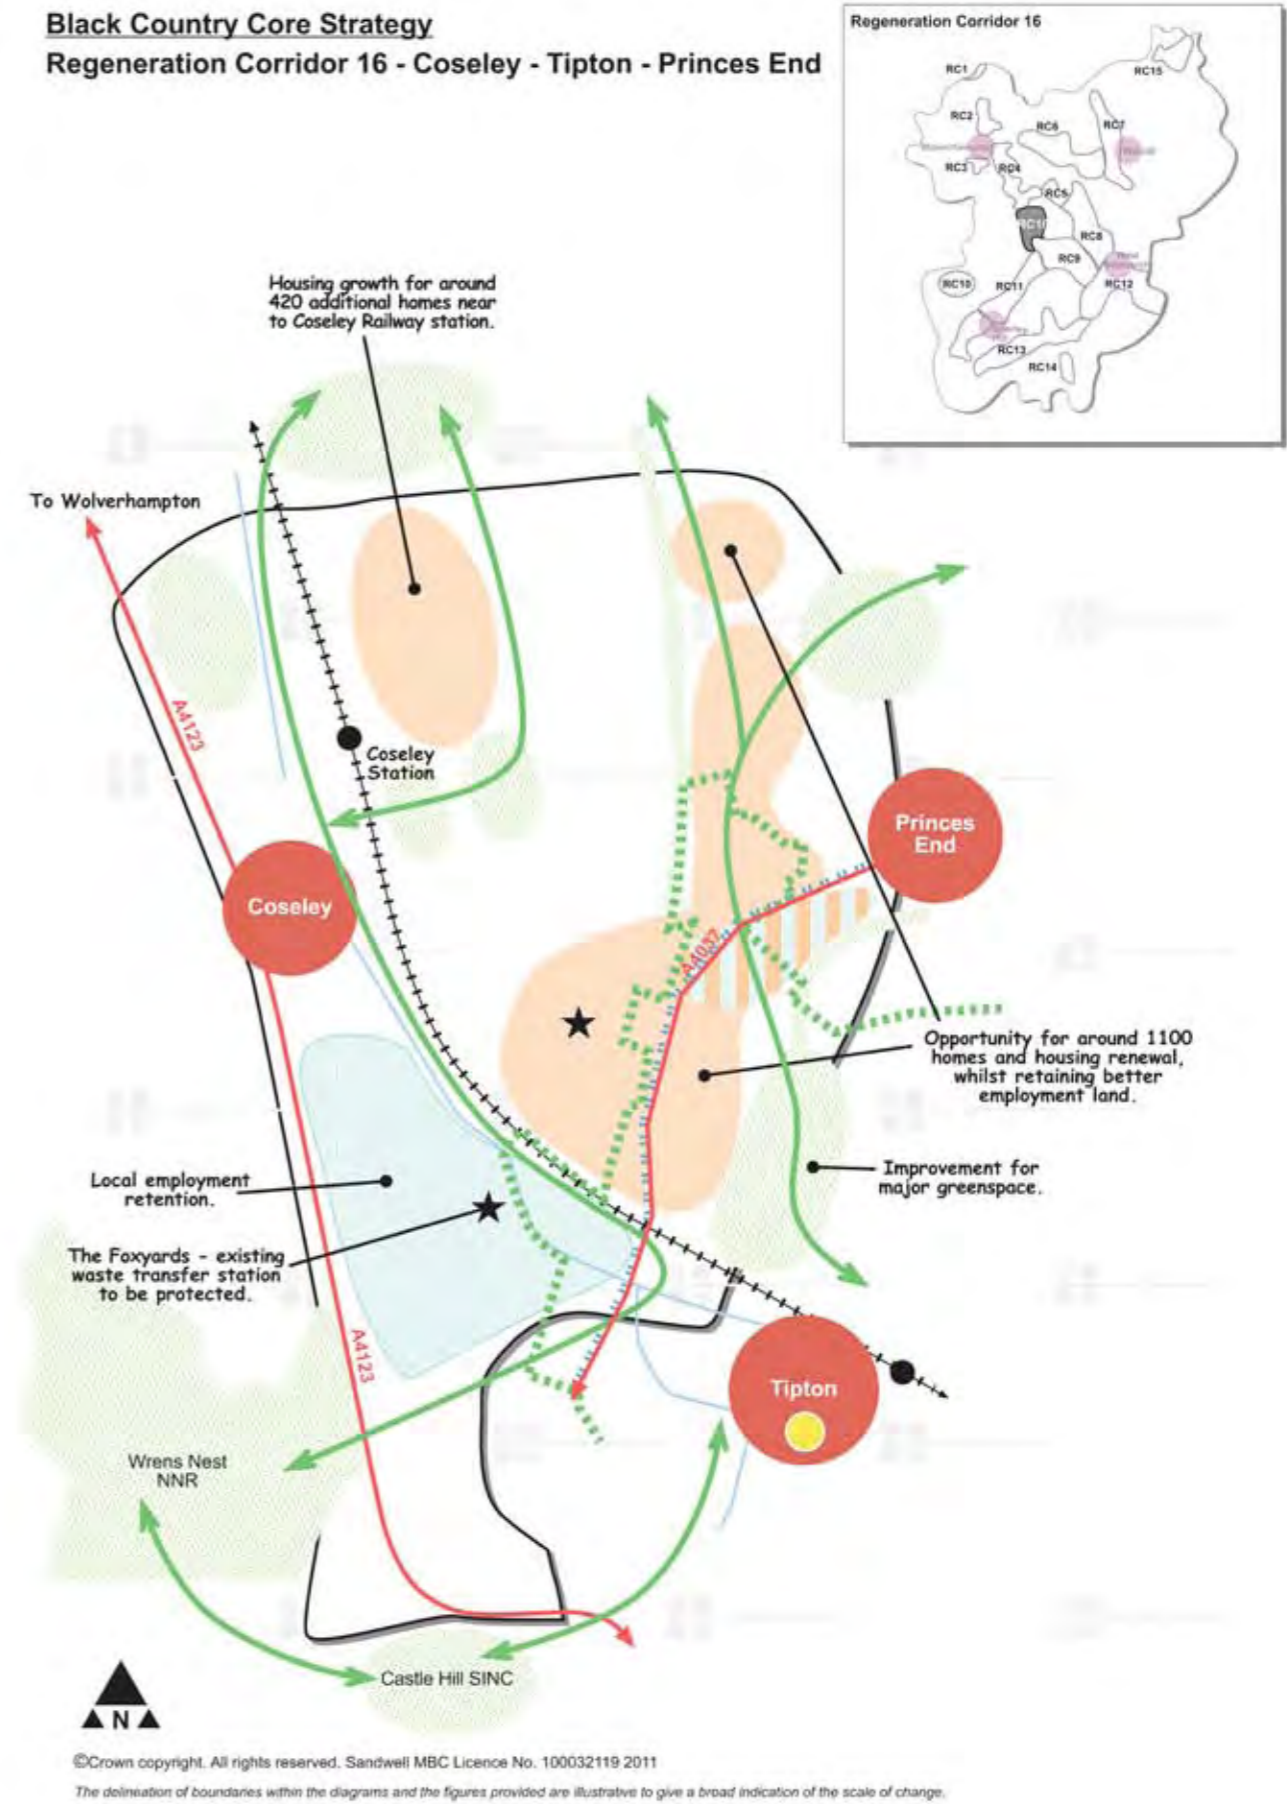 Black Country Core Strategy
Regeneration Corridor 16 - Coseley - Tipton - Princes End
Regeneration Corridor 16
RC1
RC15
RC2
RC6
RC7
RC3
RC4
RC5
RC8
RC9
RC10
RC11
RC12
RC13
RC14
Housing growth for around
420 additional homes near
to Coseley Railway station.
To Wolverhampton
A4123
Coseley
Station
Princes
End
Coseley
A4037
Opportunity for around 1100
homes and housing renewal,
whilst retaining better
employment land.
Local employment
retention.
Improvement for
major greenspace.
The Foxyards - existing
waste transfer station
to be protected.
A4123
Tipton
Wrens Nest
NNR
Castle Hill SINC
N
©Crown copyright. All rights reserved. Sandwell MBC Licence No. 100032119 2011
The delineation of boundaries within the diagrams and the figures provided are illustrative to give a broad indication of the scale of change.